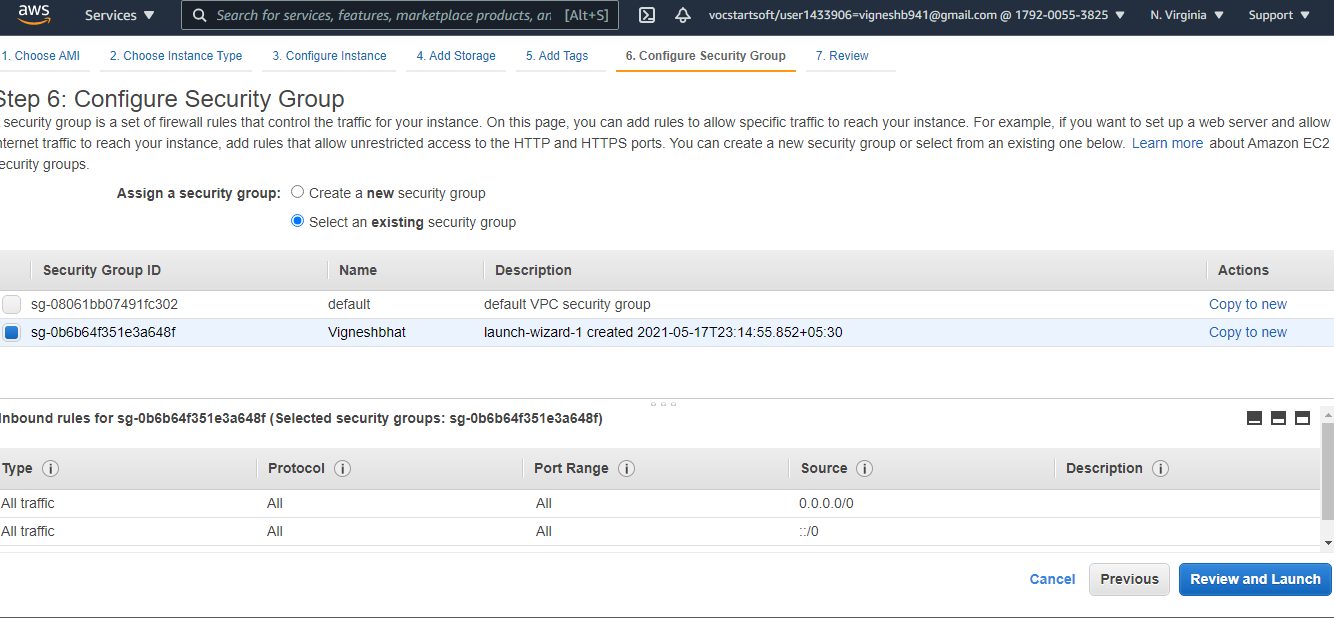 aws Services Search for services, features, marketplace products, an [Alt+S] vocstartsoft/user1433906=vigneshb941@gmail.com @ 1792-0055-3825 N. Virginia Support
1. Choose AMI 2. Choose Instance Type 3. Configure Instance 4. Add Storage 5. Add Tags 6. Configure Security Group 7. Review
Step 6: Configure Security Group
security group is a set of firewall rules that control the traffic for your instance. On this page, you can add rules to allow specific traffic to reach your instance. For example, if you want to set up a web server and allow
nternet traffic to reach your instance, add rules that allow unrestricted access to the HTTP and HTTPS ports. You can create a new security group or select from an existing one below. Learn more about Amazon EC2
ecurity groups.
Assign a security group: Create a new security group
Select an existing security group
Security Group ID Name Description Actions
sg-08061bb07491fc302 default default VPC security group Copy to new
sg-0b6b64f351e3a648f Vigneshbhat launch-wizard-1 created 2021-05-17T23:14:55.852+05:30 Copy to new
Inbound rules for sg-0b6b64f351e3a648f (Selected security groups: sg-0b6b64f351e3a648f)
Type i Protocol i Port Range i Source i Description i
All traffic All All 0.0.0.0/0
All traffic All All ::/0
Cancel Previous Review and Launch